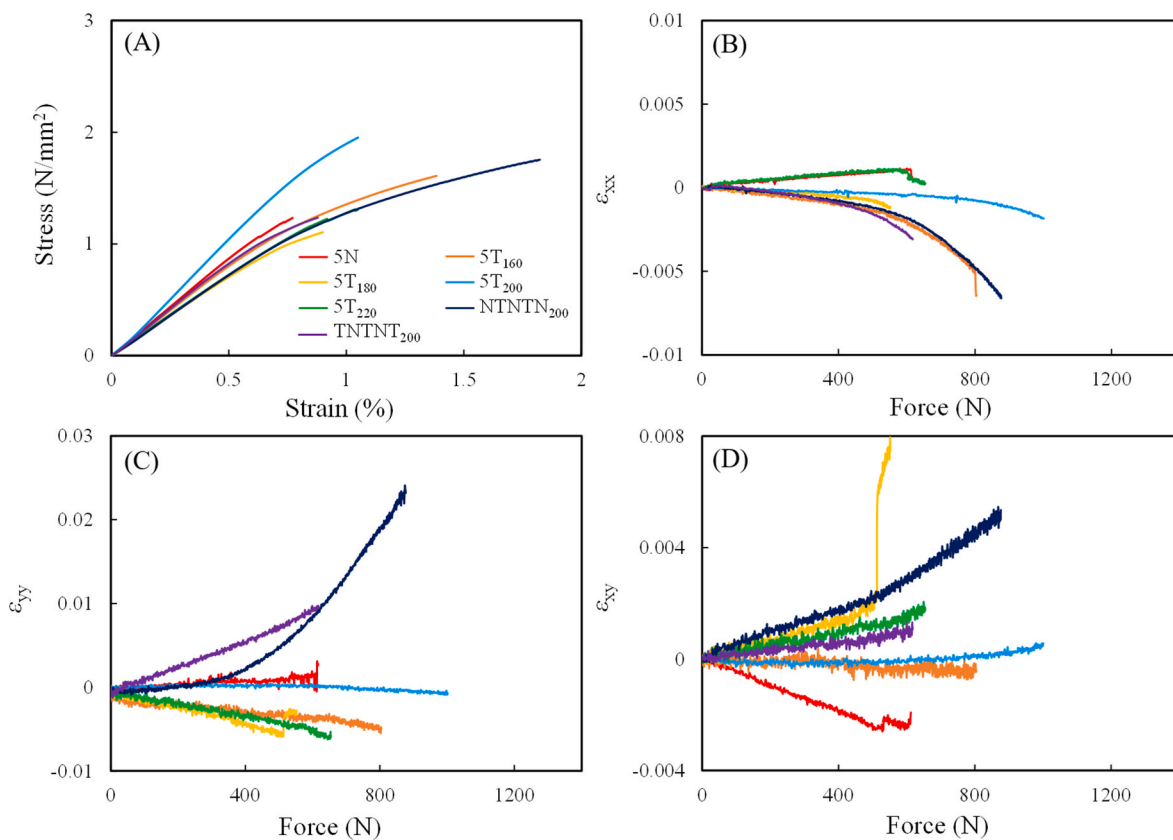 (A)
Stress (N/mm²)
3
2
1
0
5N
5T₁₆₀
5T₁₈₀
5T₂₀₀
5T₂₂₀
NTNTN₂₀₀
TNTNT₂₀₀
0
0.5
1
1.5
2
Strain (%)
(B)
εxx
0.01
0.005
0
-0.005
-0.01
0
400
800
1200
Force (N)
(C)
εyy
0.03
0.02
0.01
0
-0.01
0
400
800
1200
Force (N)
(D)
εxy
0.008
0.004
0
-0.004
0
400
800
1200
Force (N)